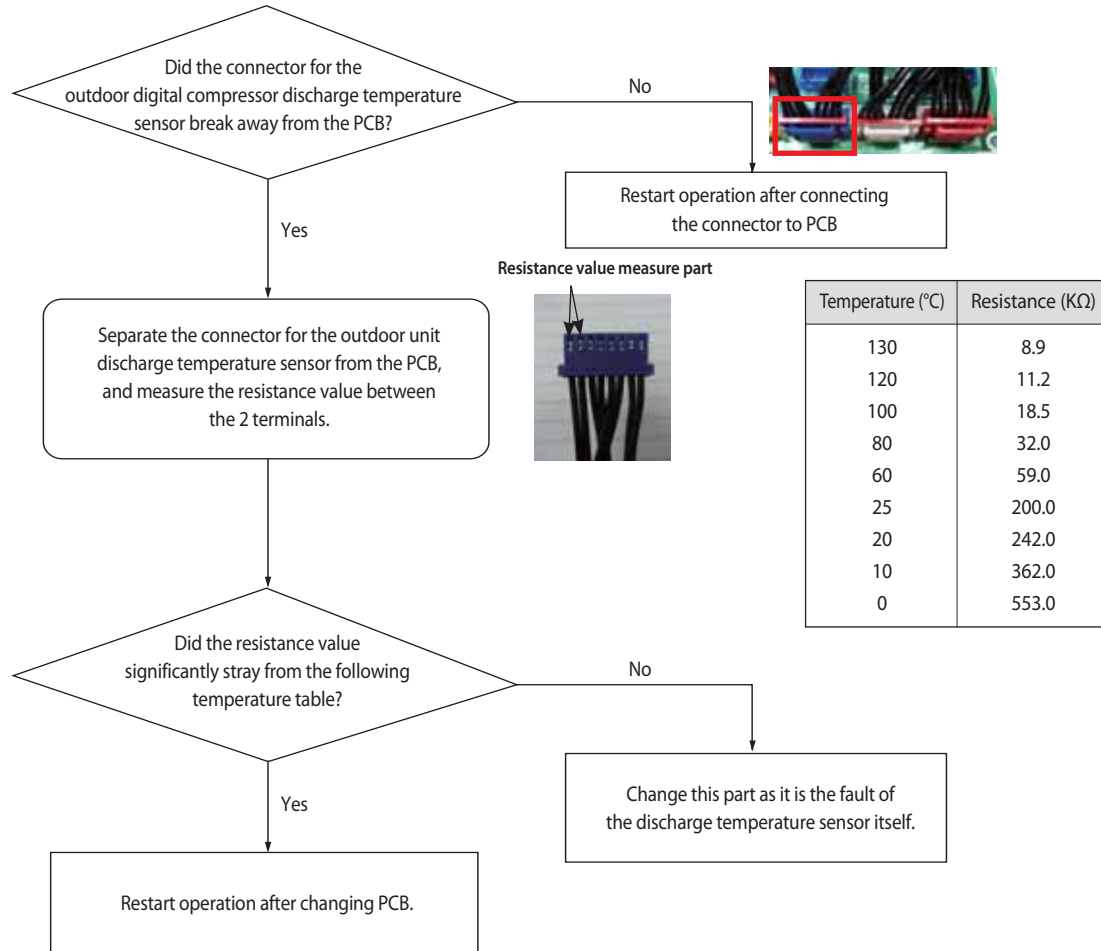 Did the connector for the
outdoor digital compressor discharge temperature
sensor break away from the PCB?
No
Restart operation after connecting
the connector to PCB
Yes
Resistance value measure part
Separate the connector for the outdoor unit
discharge temperature sensor from the PCB,
and measure the resistance value between
the 2 terminals.
Temperature (°C) Resistance (KΩ)
130 8.9
120 11.2
100 18.5
80 32.0
60 59.0
25 200.0
20 242.0
10 362.0
0 553.0
Did the resistance value
significantly stray from the following
temperature table?
No
Change this part as it is the fault of
the discharge temperature sensor itself.
Yes
Restart operation after changing PCB.